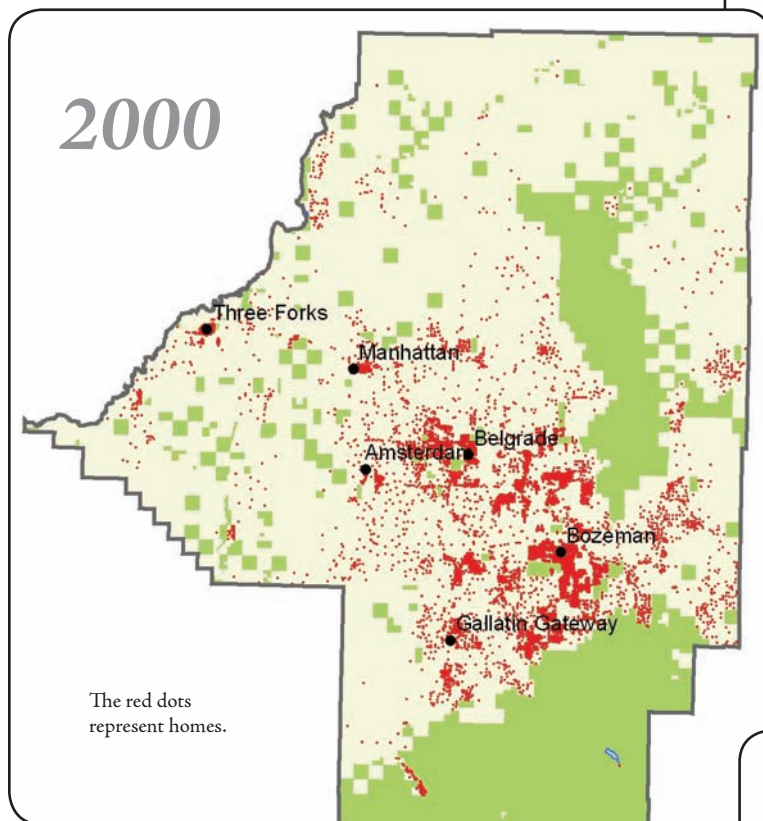 2000
Three Forks
Manhattan
Belgrade
Amsterdam
Bozeman
Gallatin Gateway
The red dots
represent homes.